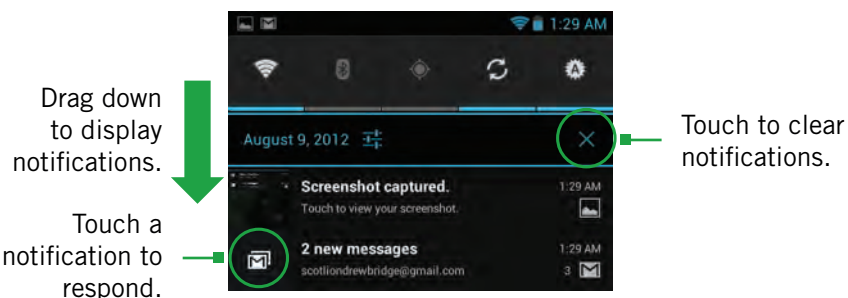 1:29 AM
Drag down
to display
notifications.
August 9, 2012
Touch to clear
notifications.
Screenshot captured.
1:29 AM
Touch to view your screenshot.
Touch a
notification to
respond.
2 new messages
1:29 AM
scotliondrewbridge@gmail.com
3